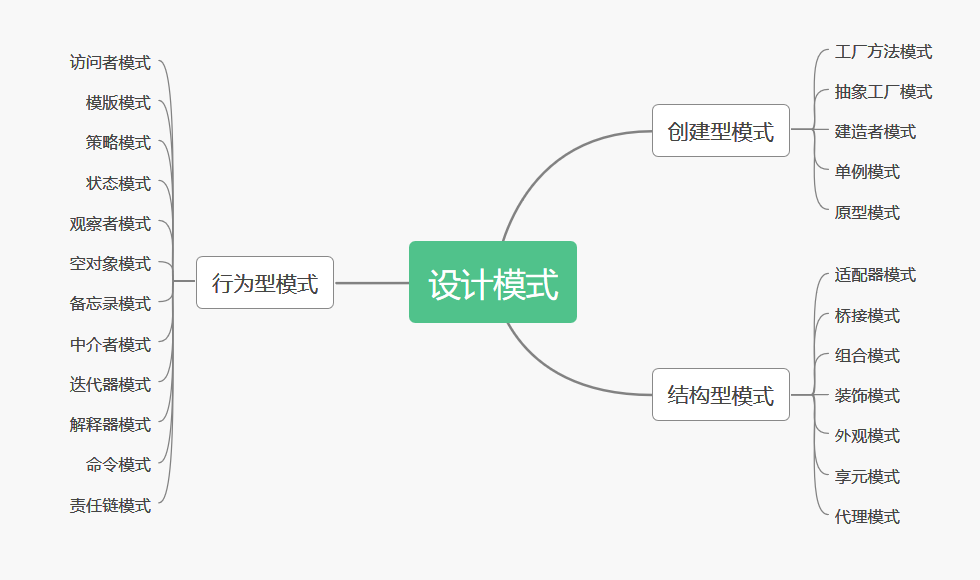 设计模式
创建型模式
工厂方法模式
抽象工厂模式
建造者模式
单例模式
原型模式
结构型模式
适配器模式
桥接模式
组合模式
装饰模式
外观模式
享元模式
代理模式
行为型模式
访问者模式
模版模式
策略模式
状态模式
观察者模式
空对象模式
备忘录模式
中介者模式
迭代器模式
解释器模式
命令模式
责任链模式